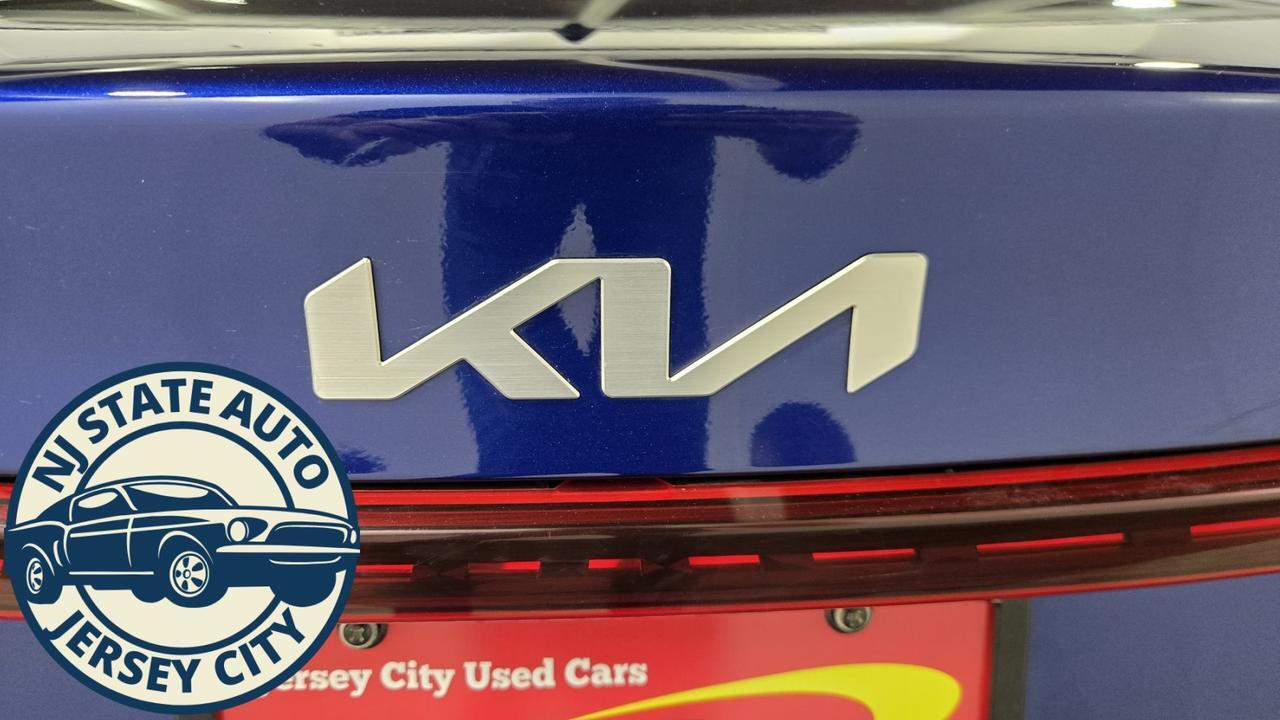 KIA
NJ STATE AUTO
JERSEY CITY
ersey City Used Cars